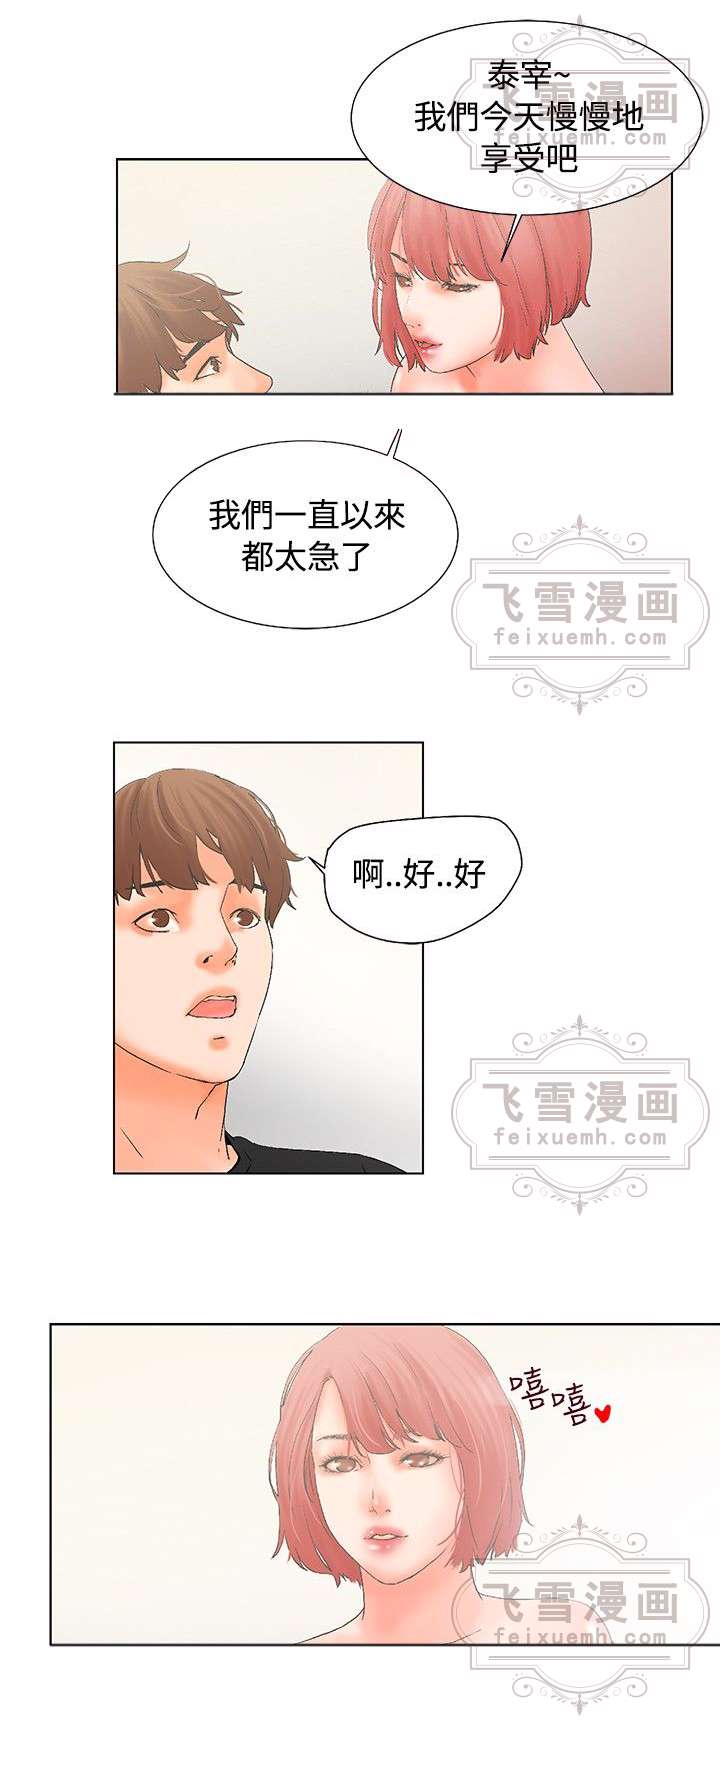 泰宰~
我們今天慢慢地
享受吧
飞雪漫画
feixuemh.com
我們一直以來
都太急了
飞雪漫画
feixuemh.com
啊..好..好
飞雪漫画
feixuemh.com
嘻嘻
飞雪漫画
feixuemh.com